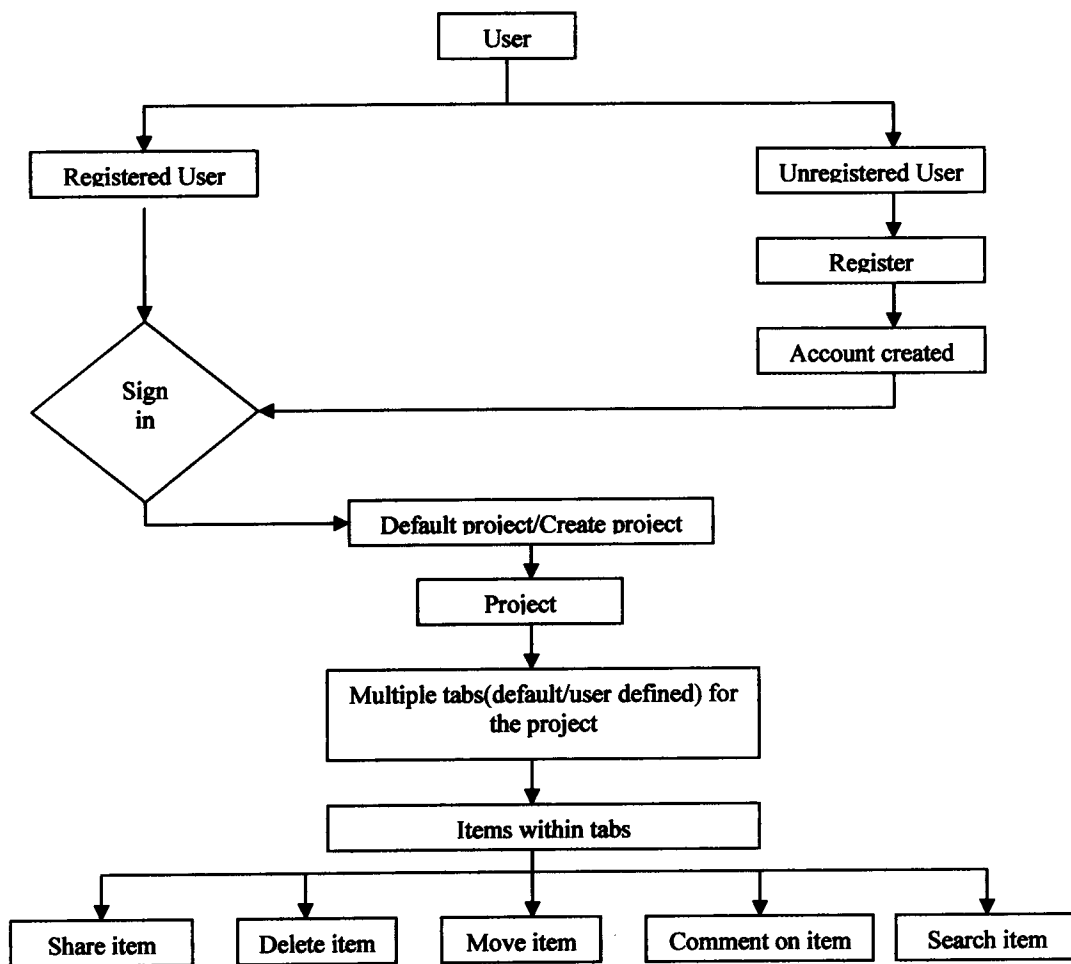 User
Registered User
Unregistered User
Register
Account created
Sign
in
Default project/Create project
Project
Multiple tabs(default/user defined) for
the project
Items within tabs
Share item
Delete item
Move item
Comment on item
Search item